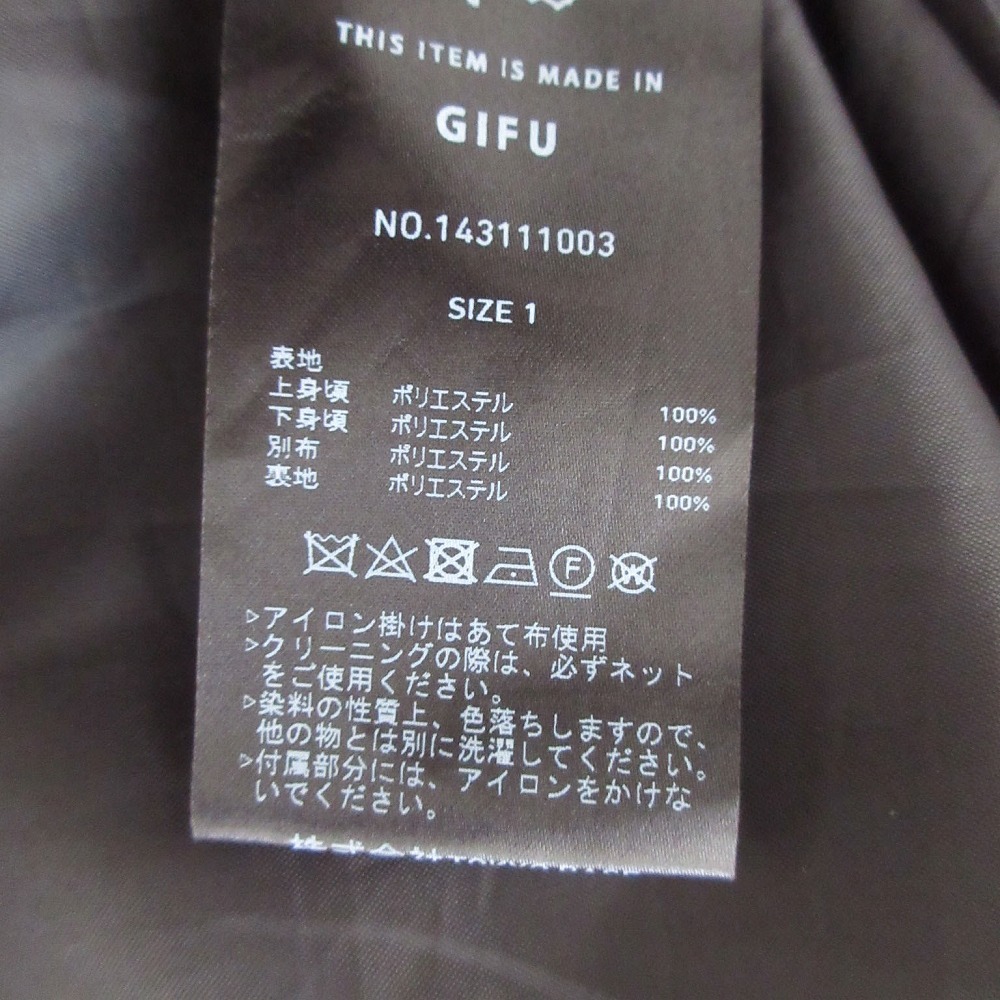 THIS ITEM IS MADE IN
GIFU
NO.143111003
SIZE 1
表地
上身頃 ポリエステル 100%
下身頃 ポリエステル 100%
別布 ポリエステル 100%
裏地 ポリエステル 100%
F
W
▷アイロン掛けはあて布使用
▷クリーニングの際は、必ずネット
をご使用ください。
▷染料の性質上、色落ちしますので、
他の物とは別に洗濯してください。
▷付属部分には、アイロンをかけな
いでください。
株式会社